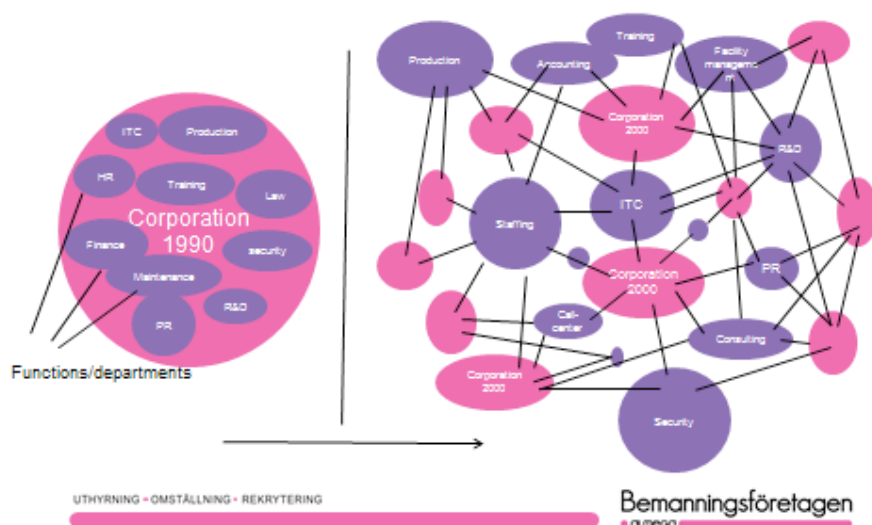 ITC
Production
HR
Training
Law
Corporation
1990
Finance
security
Maintenance
R&D
PR
Functions/departments
Training
Production
Accounting
Facility
manageme
nt
Corporation
2000
R&D
ITC
Staffing
Corporation
2000
PR
Call-
center
Consulting
Corporation
2000
Security
UTHYRNING • OMSTÄLLNING • REKRYTERING
Bemanningsföretagen